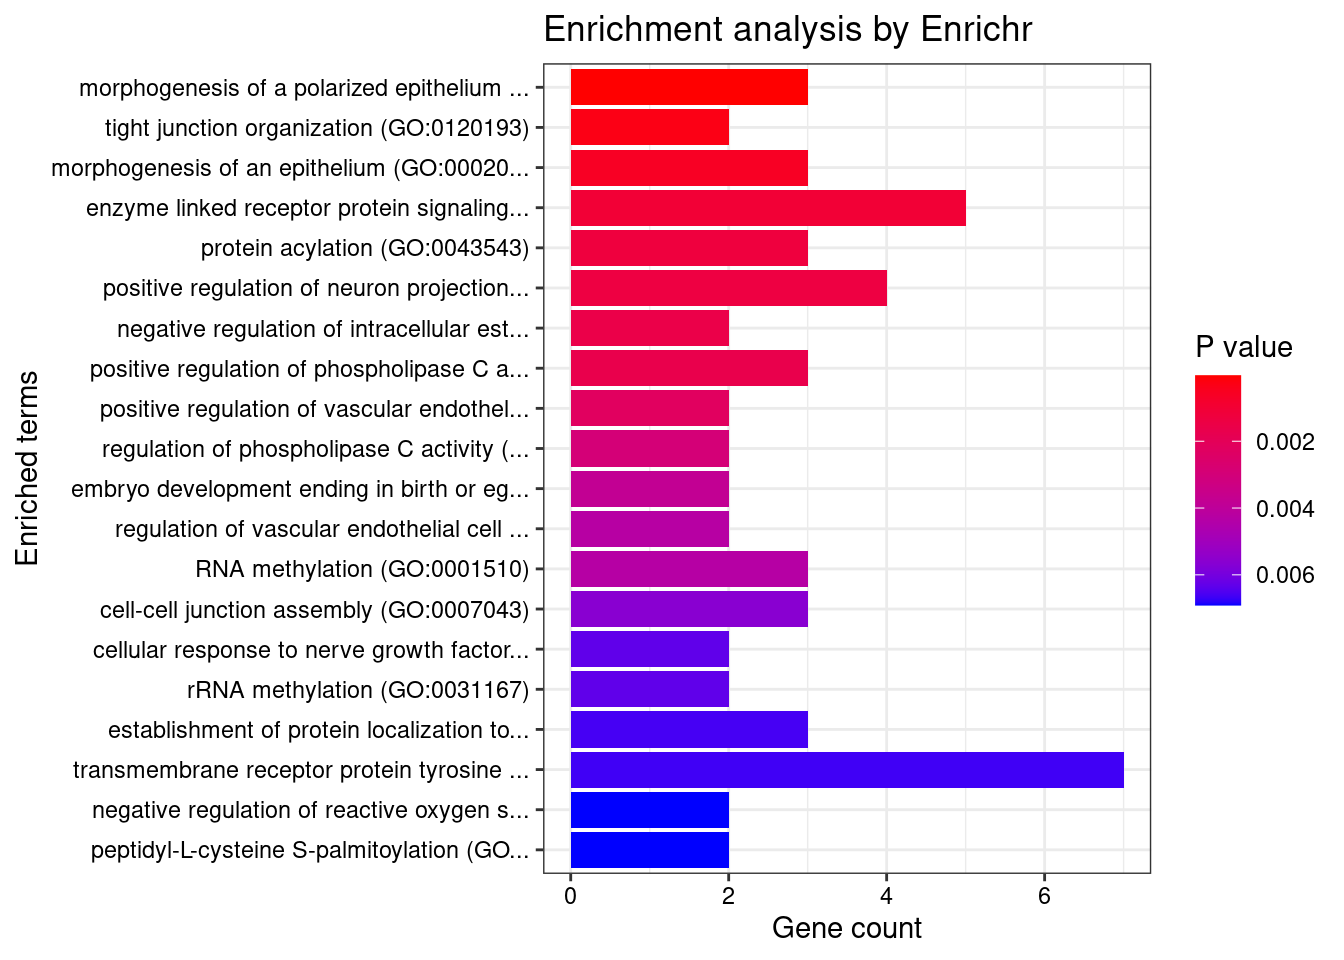 Enrichment analysis by Enrichr
morphogenesis of a polarized epithelium ...
tight junction organization (GO:0120193)
morphogenesis of an epithelium (GO:00020...
enzyme linked receptor protein signaling...
protein acylation (GO:0043543)
positive regulation of neuron projection...
negative regulation of intracellular est...
positive regulation of phospholipase C a...
positive regulation of vascular endothel...
regulation of phospholipase C activity (...
embryo development ending in birth or eg...
regulation of vascular endothelial cell ...
RNA methylation (GO:0001510)
cell-cell junction assembly (GO:0007043)
cellular response to nerve growth factor...
rRNA methylation (GO:0031167)
establishment of protein localization to...
transmembrane receptor protein tyrosine ...
negative regulation of reactive oxygen s...
peptidyl-L-cysteine S-palmitoylation (GO...
Enriched terms
0 2 4 6
Gene count
P value
0.002
0.004
0.006